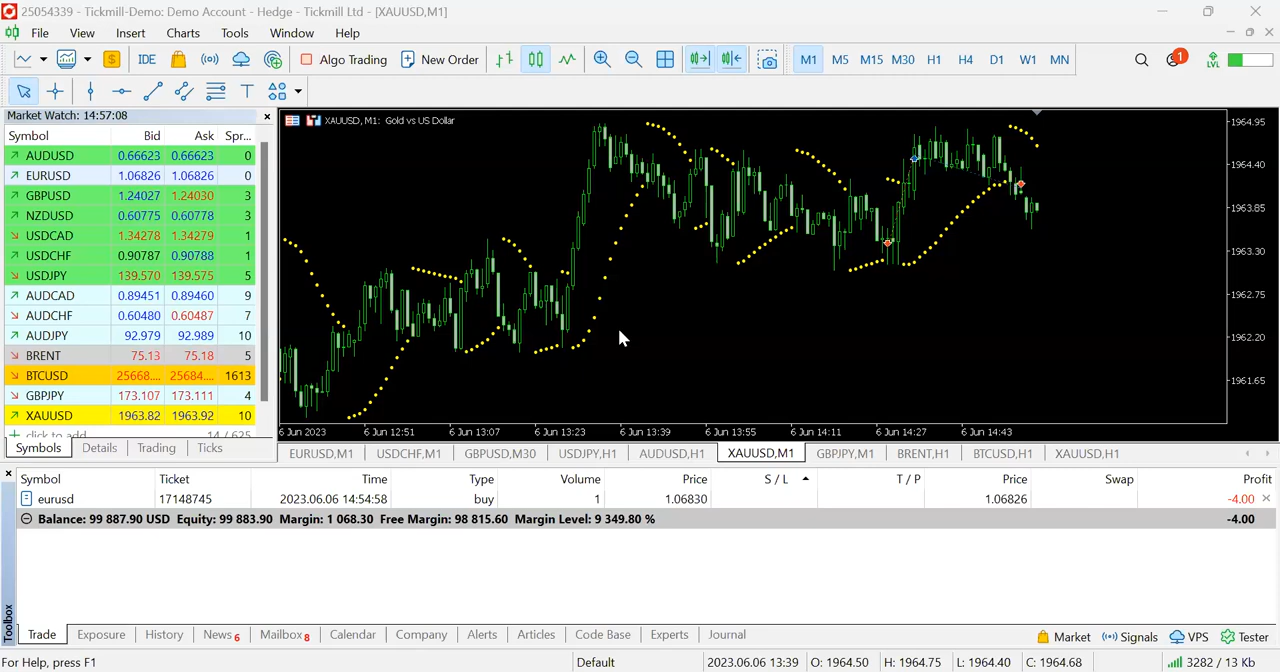 25054339 - Tickmill-Demo: Demo Account - Hedge - Tickmill Ltd - [XAUUSD,M1]
File View Insert Charts Tools Window Help
IDE Algo Trading New Order M1 M5 M15 M30 H1 H4 D1 W1 MN 1 LVL
Market Watch: 14:57:08
Symbol Bid Ask Spr...
AUDUSD 0.66623 0.66623 0
EURUSD 1.06826 1.06826 0
GBPUSD 1.24027 1.24030 3
NZDUSD 0.60775 0.60778 3
USDCAD 1.34278 1.34279 1
USDCHF 0.90787 0.90788 1
USDJPY 139.570 139.575 5
AUDCAD 0.89451 0.89460 9
AUDCHF 0.60480 0.60487 7
AUDJPY 92.979 92.989 10
BRENT 75.13 75.18 5
BTCUSD 25668.... 25684.... 1613
GBPJPY 173.107 173.111 4
XAUUSD 1963.82 1963.92 10
click to add 14 / 625
Symbols Details Trading Ticks
XAUUSD, M1: Gold vs US Dollar
1964.95
1964.40
1963.85
1963.30
1962.75
1962.20
1961.65
6 Jun 2023 6 Jun 12:51 6 Jun 13:07 6 Jun 13:23 6 Jun 13:39 6 Jun 13:55 6 Jun 14:11 6 Jun 14:27 6 Jun 14:43
EURUSD,M1 USDCHF,M1 GBPUSD,M30 USDJPY,H1 AUDUSD,H1 XAUUSD,M1 GBPJPY,M1 BRENT,H1 BTCUSD,H1 XAUUSD,H1
Symbol Ticket Time Type Volume Price S / L T / P Price Swap Profit
eurusd 17148745 2023.06.06 14:54:58 buy 1 1.06830 1.06826 -4.00
Balance: 99 887.90 USD Equity: 99 883.90 Margin: 1 068.30 Free Margin: 98 815.60 Margin Level: 9 349.80 % -4.00
Toolbox
Trade Exposure History News 6 Mailbox 8 Calendar Company Alerts Articles Code Base Experts Journal Market Signals VPS Tester
For Help, press F1 Default 2023.06.06 13:39 O: 1964.50 H: 1964.75 L: 1964.40 C: 1964.68 3282 / 13 Kb